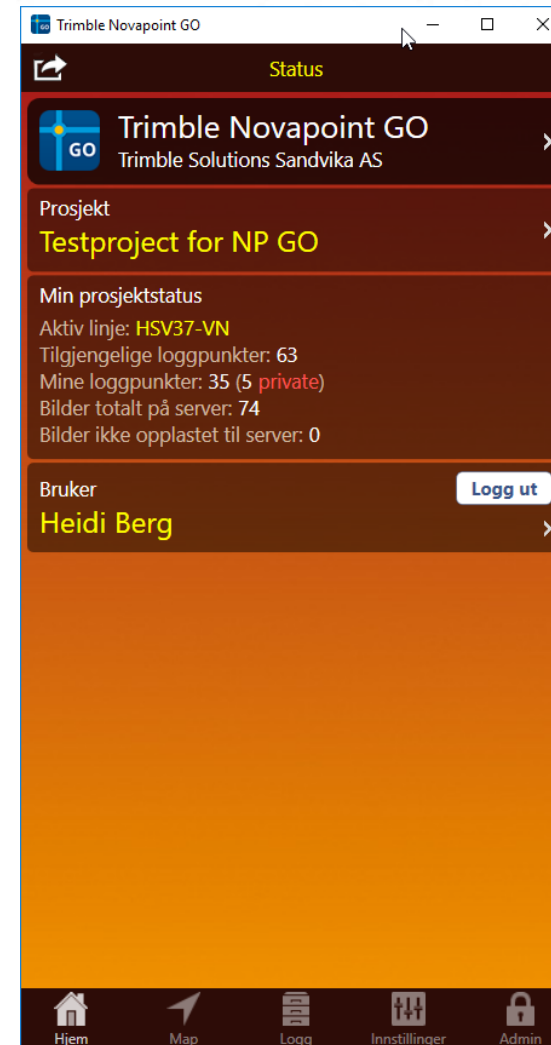 Trimble Novapoint GO
Status
GO
Trimble Novapoint GO
Trimble Solutions Sandvika AS
Prosjekt
Testproject for NP GO
Min prosjektstatus
Aktiv linje: HSV37-VN
Tilgjengelige loggpunkter: 63
Mine loggpunkter: 35 (5 private)
Bilder totalt på server: 74
Bilder ikke opplastet til server: 0
Bruker
Logg ut
Heidi Berg
Hjem Map Logg Innstillinger Admin